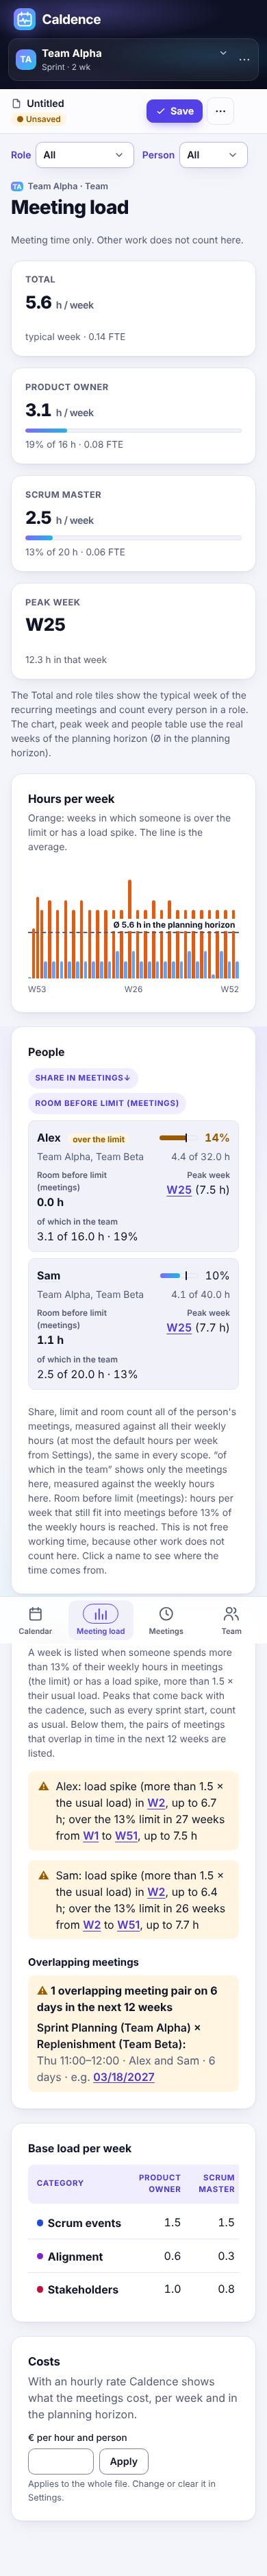 Caldence
TA Team Alpha
Sprint · 2 wk
Untitled
Unsaved
Save
Role All Person All
TA Team Alpha · Team
Meeting load
Meeting time only. Other work does not count here.
TOTAL
5.6 h / week
typical week · 0.14 FTE
PRODUCT OWNER
3.1 h / week
19% of 16 h · 0.08 FTE
SCRUM MASTER
2.5 h / week
13% of 20 h · 0.06 FTE
PEAK WEEK
W25
12.3 h in that week
The Total and role tiles show the typical week of the
recurring meetings and count every person in a role.
The chart, peak week and people table use the real
weeks of the planning horizon (Ø in the planning
horizon).
Hours per week
Orange: weeks in which someone is over the
limit or has a load spike. The line is the
average.
Ø 5.6 h in the planning horizon
W53 W26 W52
People
SHARE IN MEETINGS↓
ROOM BEFORE LIMIT (MEETINGS)
Alex over the limit 14%
Team Alpha, Team Beta 4.4 of 32.0 h
Room before limit
(meetings)
0.0 h
Peak week
W25 (7.5 h)
of which in the team
3.1 of 16.0 h · 19%
Sam 10%
Team Alpha, Team Beta 4.1 of 40.0 h
Room before limit
(meetings)
1.1 h
Peak week
W25 (7.7 h)
of which in the team
2.5 of 20.0 h · 13%
Share, limit and room count all of the person's
meetings, measured against all their weekly
hours (at most the default hours per week
from Settings), the same in every scope. “of
which in the team” shows only the meetings
here, measured against the weekly hours
here. Room before limit (meetings): hours per
week that still fit into meetings before 13% of
the weekly hours is reached. This is not free
working time, because other work does not
count here. Click a name to see where the
time comes from.
Calendar Meeting load Meetings Team
A week is listed when someone spends more
than 13% of their weekly hours in meetings
(the limit) or has a load spike, more than 1.5 ×
their usual load. Peaks that come back with
the cadence, such as every sprint start, count
as usual. Below them, the pairs of meetings
that overlap in time in the next 12 weeks are
listed.
Alex: load spike (more than 1.5 ×
the usual load) in W2, up to 6.7
h; over the 13% limit in 27 weeks
from W1 to W51, up to 7.5 h
Sam: load spike (more than 1.5 ×
the usual load) in W2, up to 6.4
h; over the 13% limit in 26 weeks
from W2 to W51, up to 7.7 h
Overlapping meetings
1 overlapping meeting pair on 6
days in the next 12 weeks
Sprint Planning (Team Alpha) ×
Replenishment (Team Beta):
Thu 11:00–12:00 · Alex and Sam · 6
days · e.g. 03/18/2027
Base load per week
CATEGORY PRODUCT OWNER SCRUM MASTER
Scrum events 1.5 1.5
Alignment 0.6 0.3
Stakeholders 1.0 0.8
Costs
With an hourly rate Caldence shows
what the meetings cost, per week and in
the planning horizon.
€ per hour and person
Apply
Applies to the whole file. Change or clear it in
Settings.